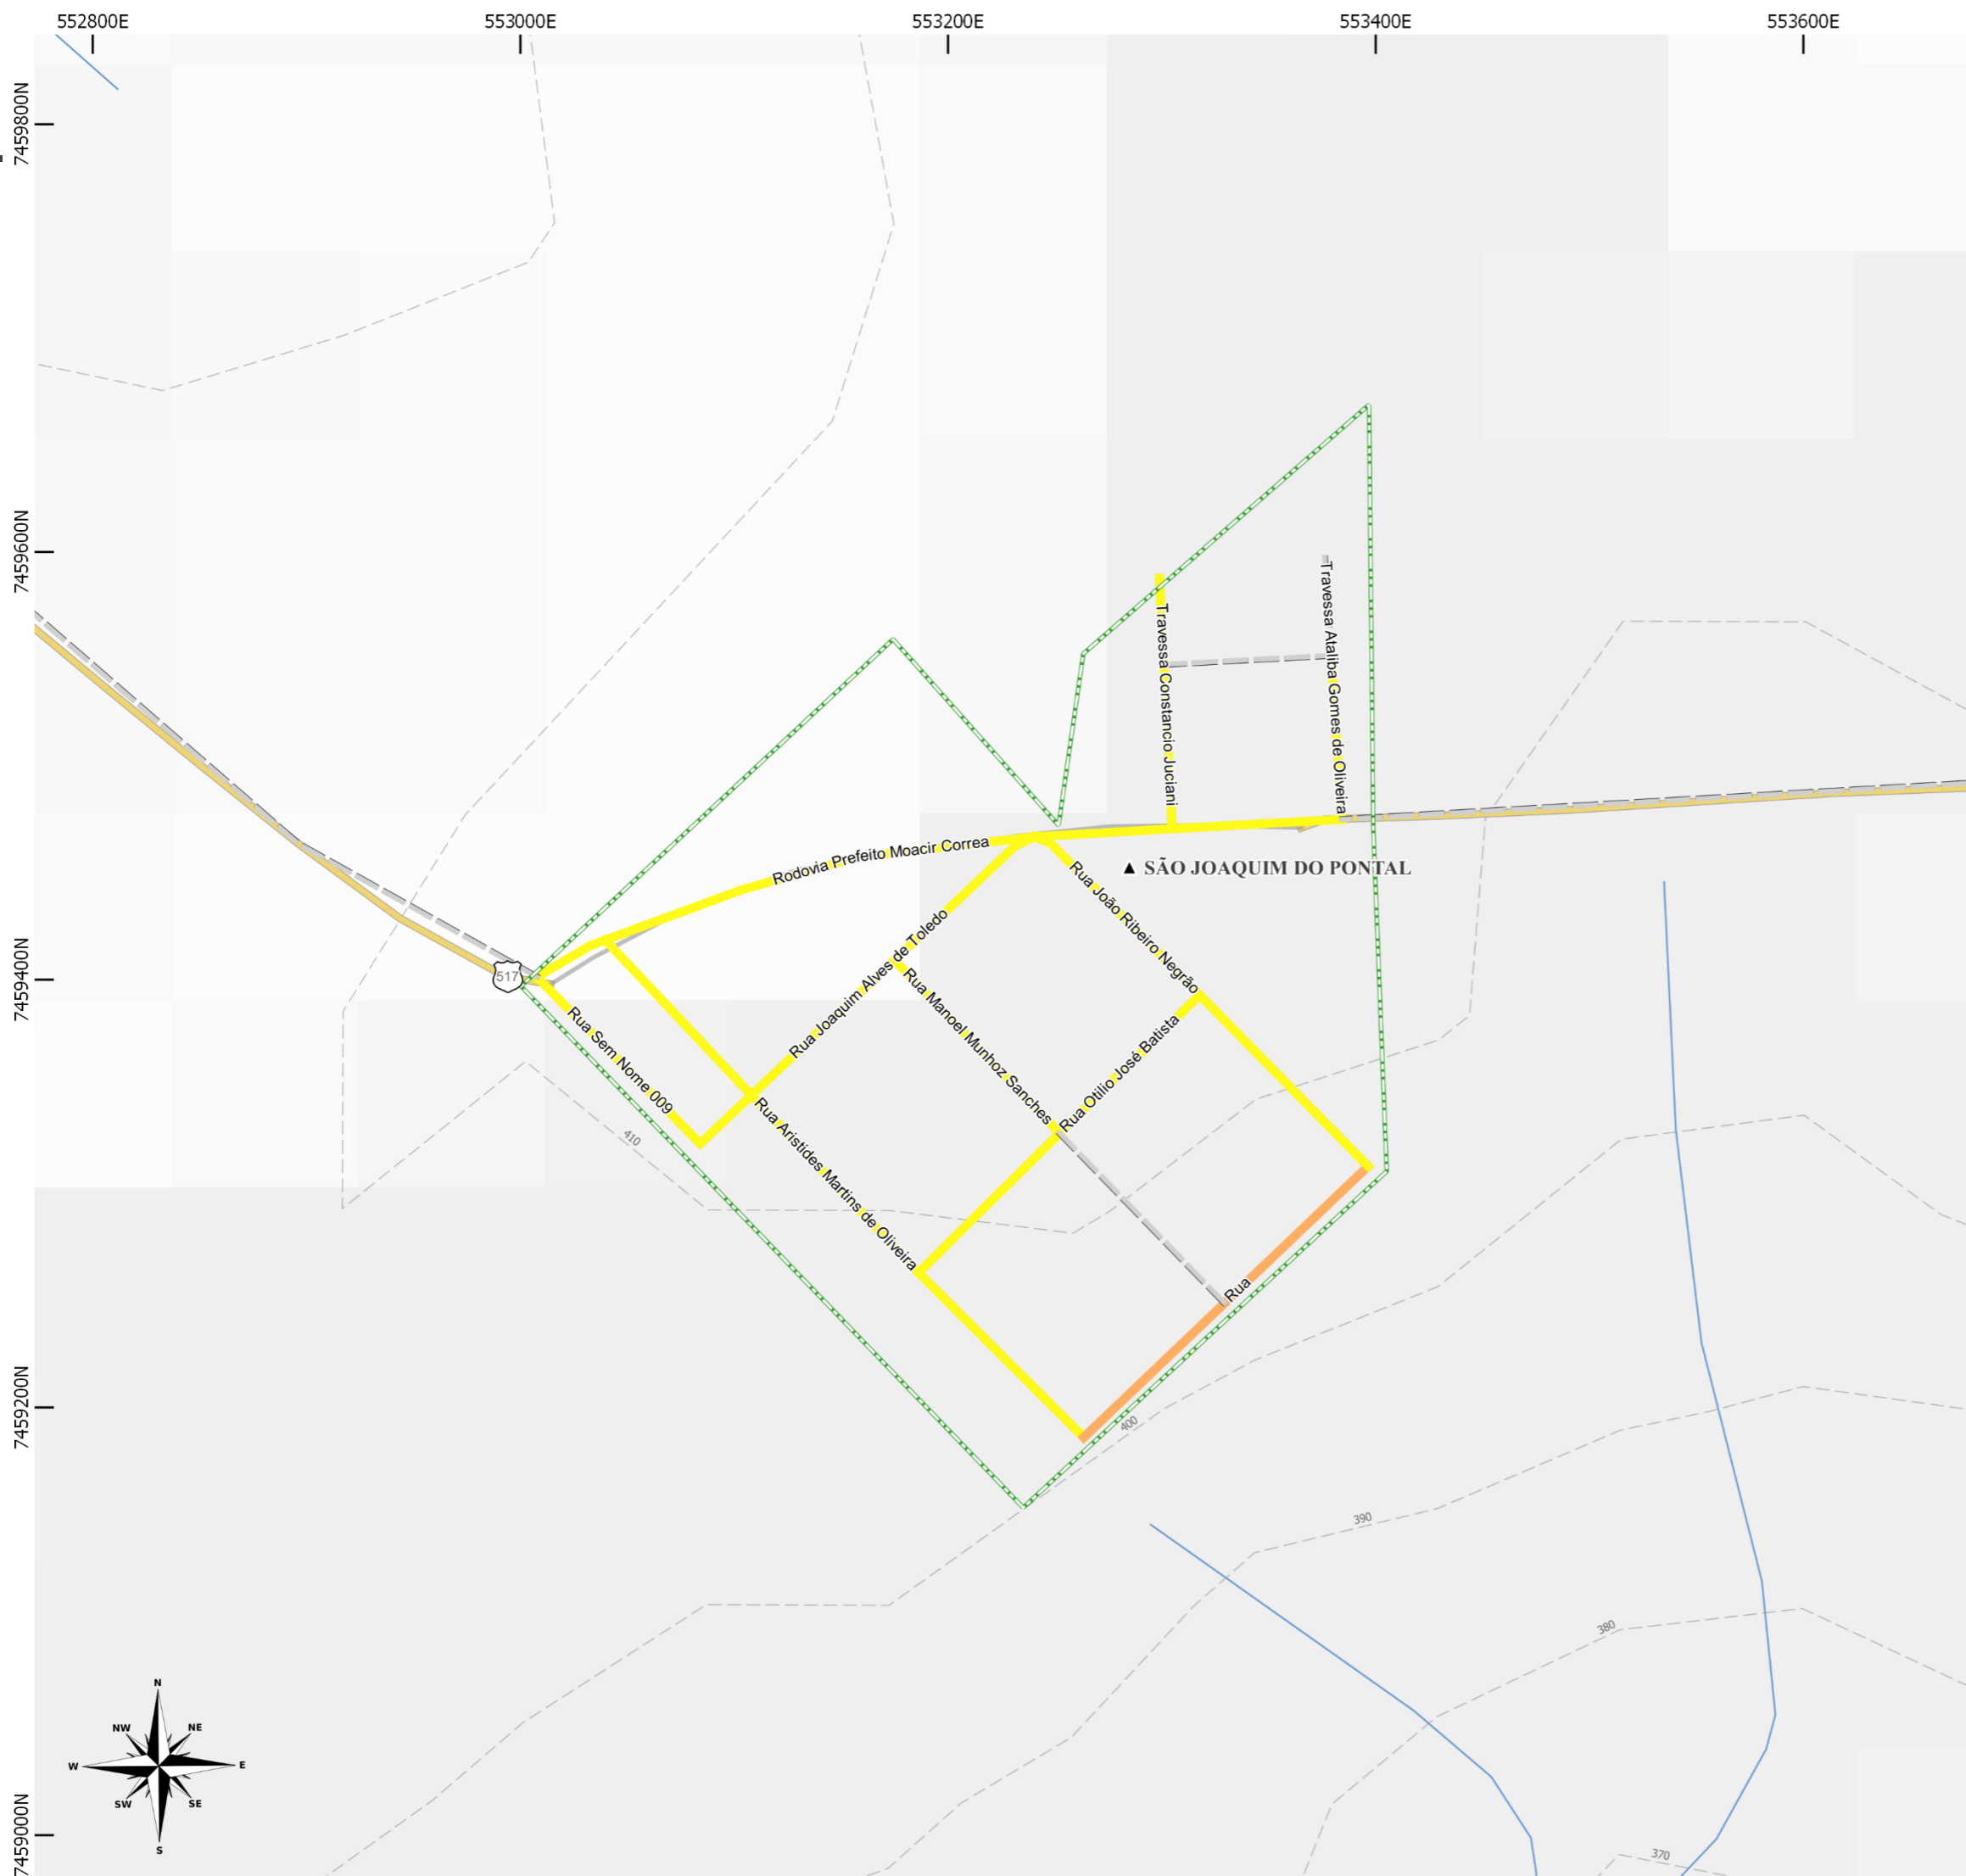 552800E
553000E
553200E
553400E
553600E
7459800N
7459600N
7459400N
7459200N
7459000N
Travessa Constancio Juciani
Travessa Ataliba Gomes de Oliveira
Rodovia Prefeito Moacir Correa
SÃO JOAQUIM DO PONTAL
Rua João Ribeiro Negrão
517
Rua Joaquim Alves de Toledo
Rua Manoel Munhoz Sanches
Rua Sem Nome 009
Rua Otilio José Batista
Rua Aristides Martins de Oliveira
410
Rua
400
390
380
370
N
NW
NE
W
E
SW
SE
S